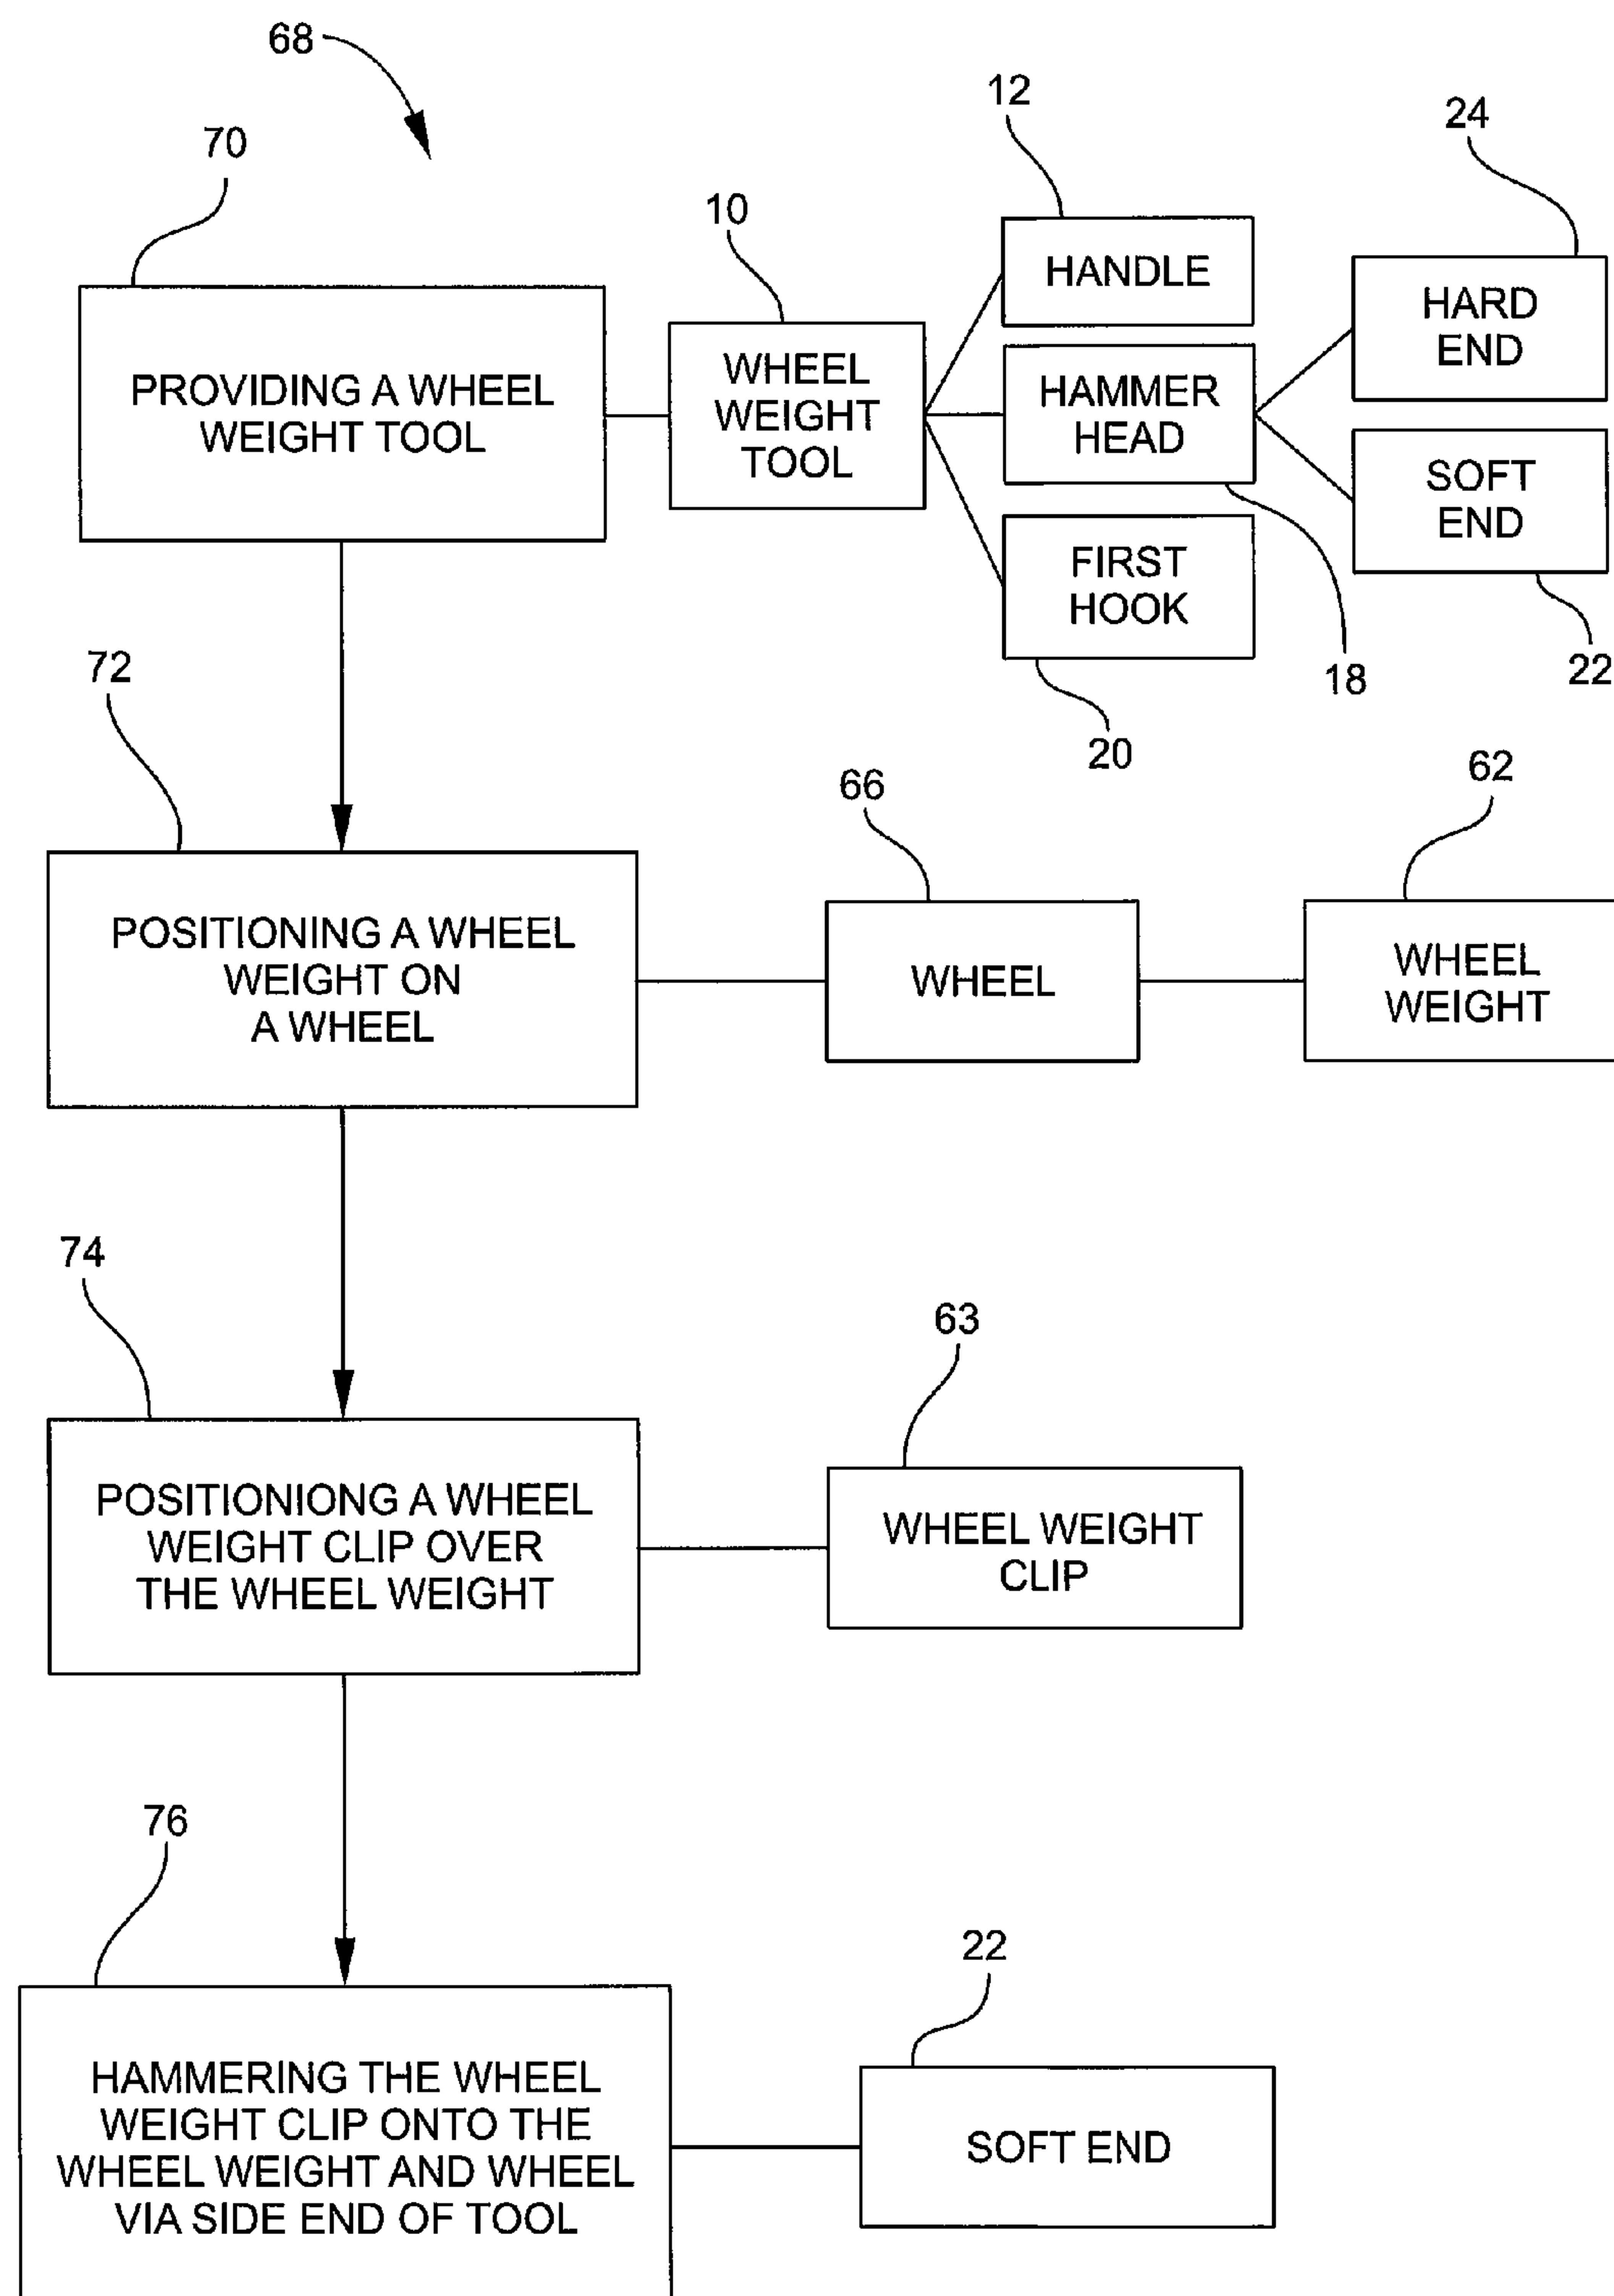 68
12
24
70
10
HANDLE
HARD
END
PROVIDING A WHEEL
WEIGHT TOOL
WHEEL
WEIGHT
TOOL
HAMMER
HEAD
SOFT
END
FIRST
HOOK
72
18
22
20
66
62
POSITIONING A WHEEL
WEIGHT ON
A WHEEL
WHEEL
WHEEL
WEIGHT
74
63
POSITIONIONG A WHEEL
WEIGHT CLIP OVER
THE WHEEL WEIGHT
WHEEL WEIGHT
CLIP
76
22
HAMMERING THE WHEEL
WEIGHT CLIP ONTO THE
WHEEL WEIGHT AND WHEEL
VIA SIDE END OF TOOL
SOFT END